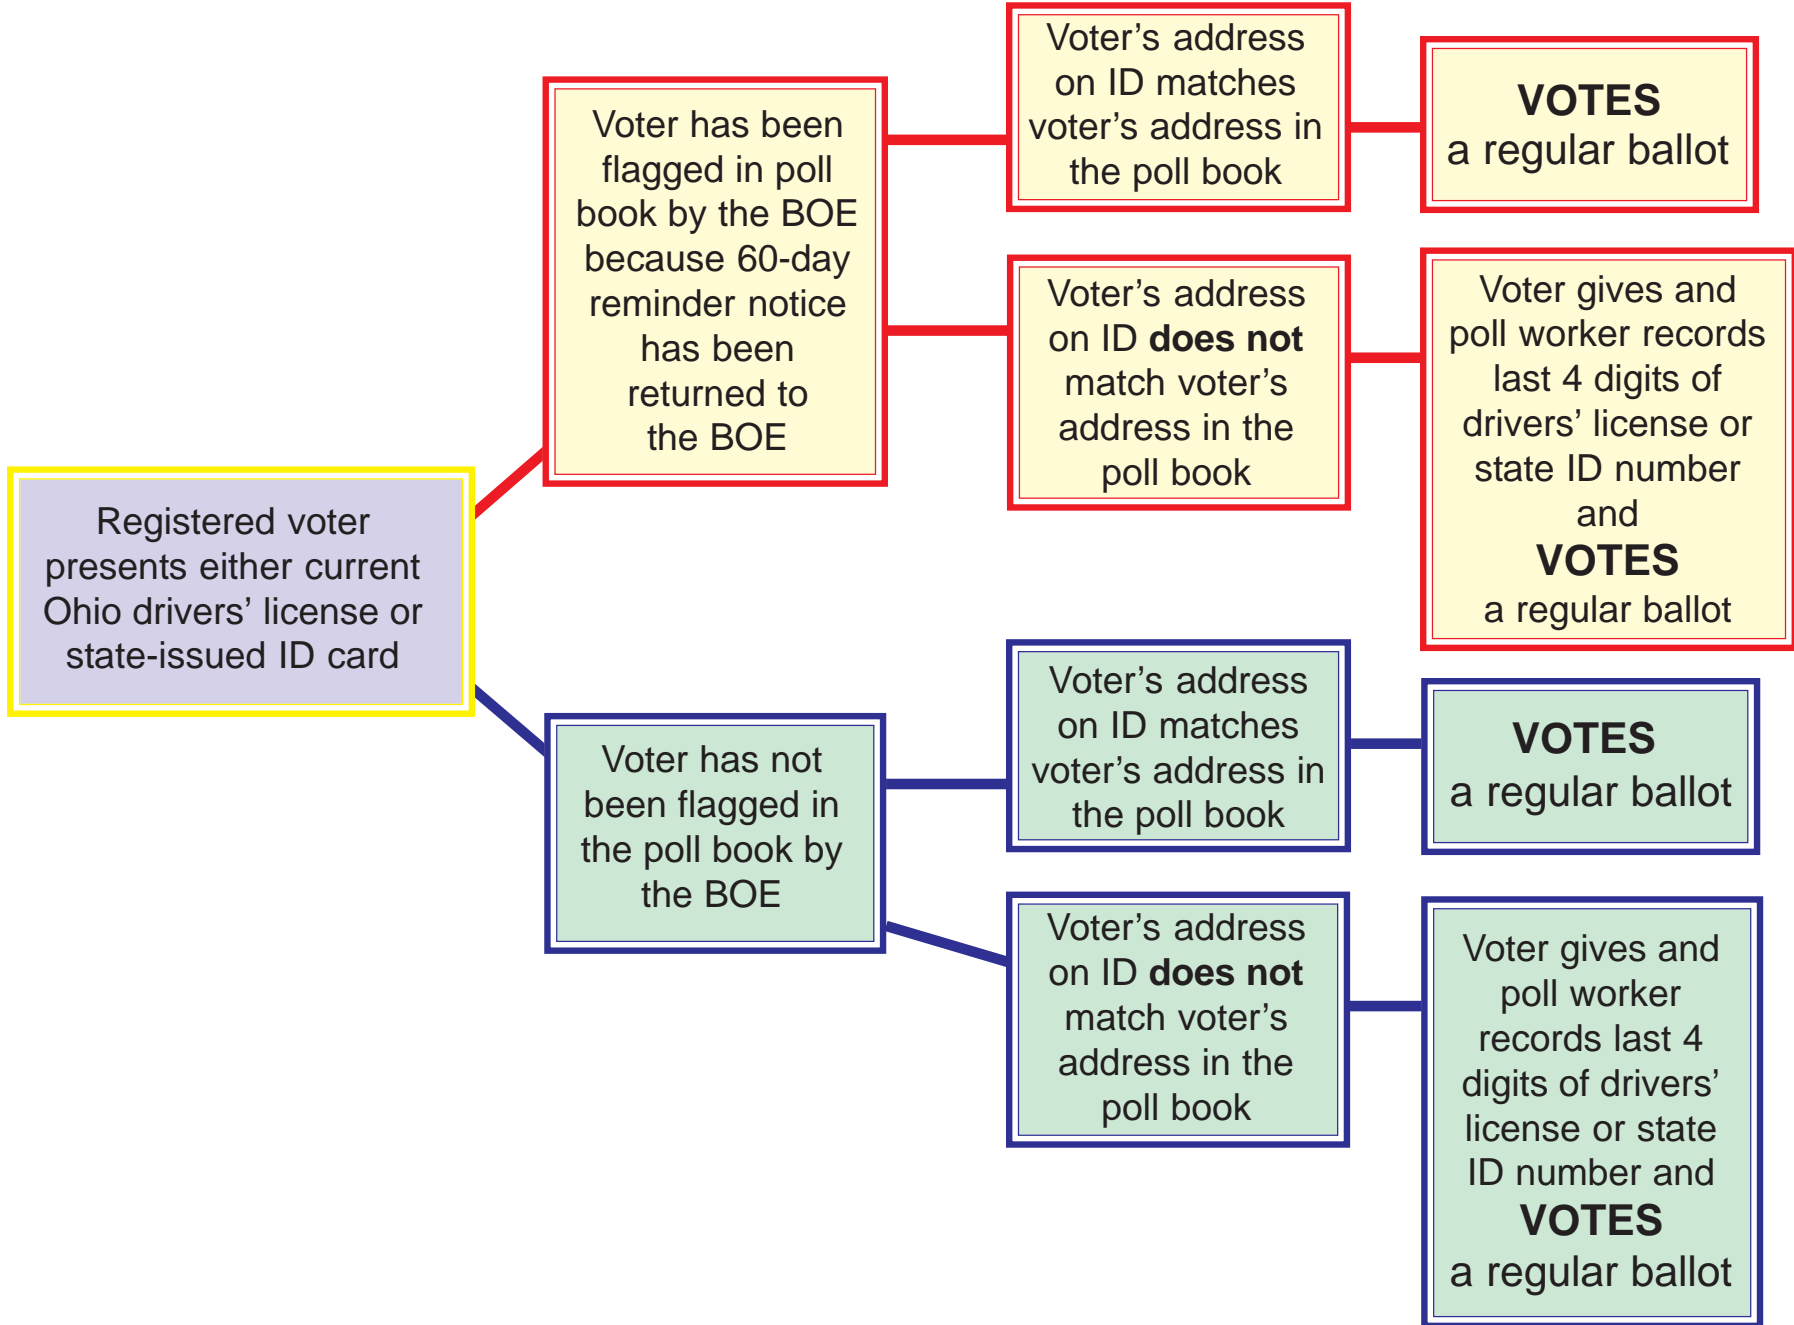 Registered voter
presents either current
Ohio drivers’ license or
state-issued ID card
Voter has been
flagged in poll
book by the BOE
because 60-day
reminder notice
has been
returned to
the BOE
Voter’s address
on ID matches
voter’s address in
the poll book
VOTES
a regular ballot
Voter’s address
on ID does not
match voter’s
address in the
poll book
Voter gives and
poll worker records
last 4 digits of
drivers’ license or
state ID number
and
VOTES
a regular ballot
Voter has not
been flagged in
the poll book by
the BOE
Voter’s address
on ID matches
voter’s address in
the poll book
VOTES
a regular ballot
Voter’s address
on ID does not
match voter’s
address in the
poll book
Voter gives and
poll worker
records last 4
digits of drivers’
license or state
ID number and
VOTES
a regular ballot